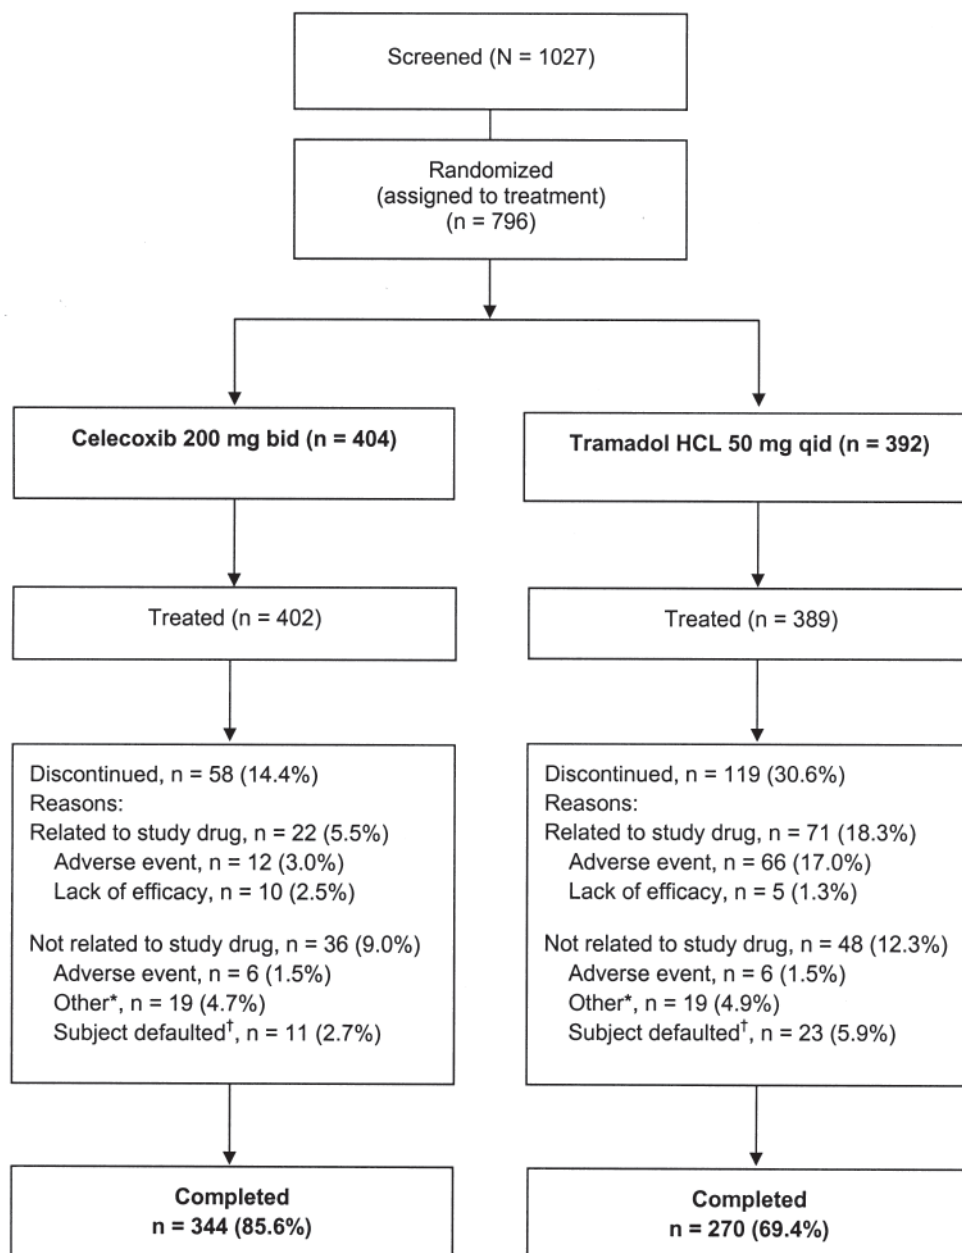 Screened (N = 1027)
Randomized
(assigned to treatment)
(n = 796)
Celecoxib 200 mg bid (n = 404)
Tramadol HCL 50 mg qid (n = 392)
Treated (n = 402)
Treated (n = 389)
Discontinued, n = 58 (14.4%)
Reasons:
Related to study drug, n = 22 (5.5%)
Adverse event, n = 12 (3.0%)
Lack of efficacy, n = 10 (2.5%)
Not related to study drug, n = 36 (9.0%)
Adverse event, n = 6 (1.5%)
Other*, n = 19 (4.7%)
Subject defaulted†, n = 11 (2.7%)
Discontinued, n = 119 (30.6%)
Reasons:
Related to study drug, n = 71 (18.3%)
Adverse event, n = 66 (17.0%)
Lack of efficacy, n = 5 (1.3%)
Not related to study drug, n = 48 (12.3%)
Adverse event, n = 6 (1.5%)
Other*, n = 19 (4.9%)
Subject defaulted†, n = 23 (5.9%)
Completed
n = 344 (85.6%)
Completed
n = 270 (69.4%)